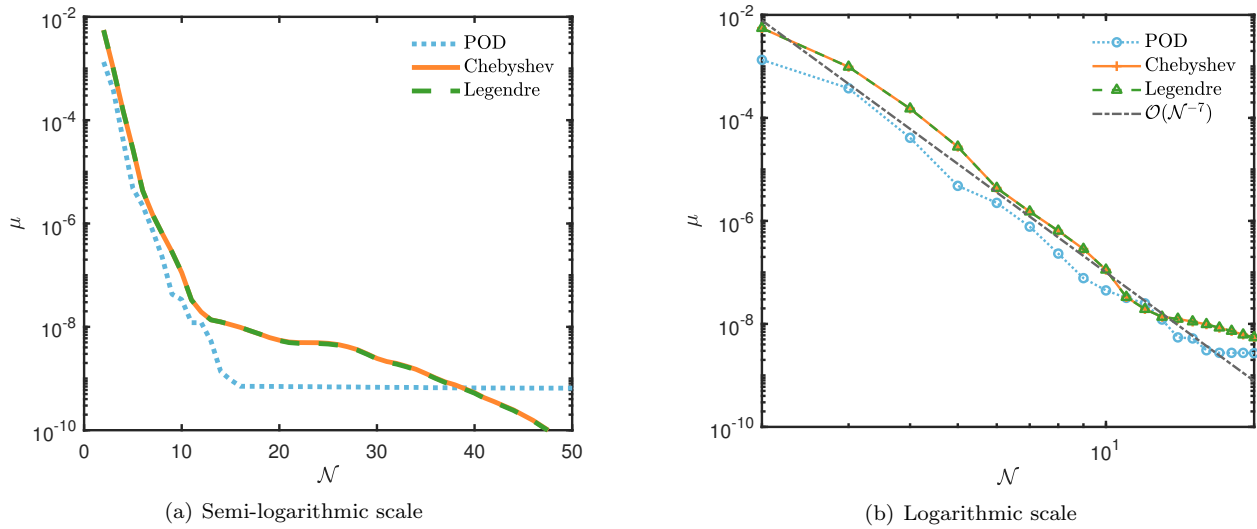 10^-2
10^-4
10^-6
10^-8
10^-10
μ
0 10 20 30 40 50
𝒩
POD
Chebyshev
Legendre
(a) Semi-logarithmic scale
10^-2
10^-4
10^-6
10^-8
10^-10
μ
10^1
𝒩
POD
Chebyshev
Legendre
𝒪(𝒩^-7)
(b) Logarithmic scale